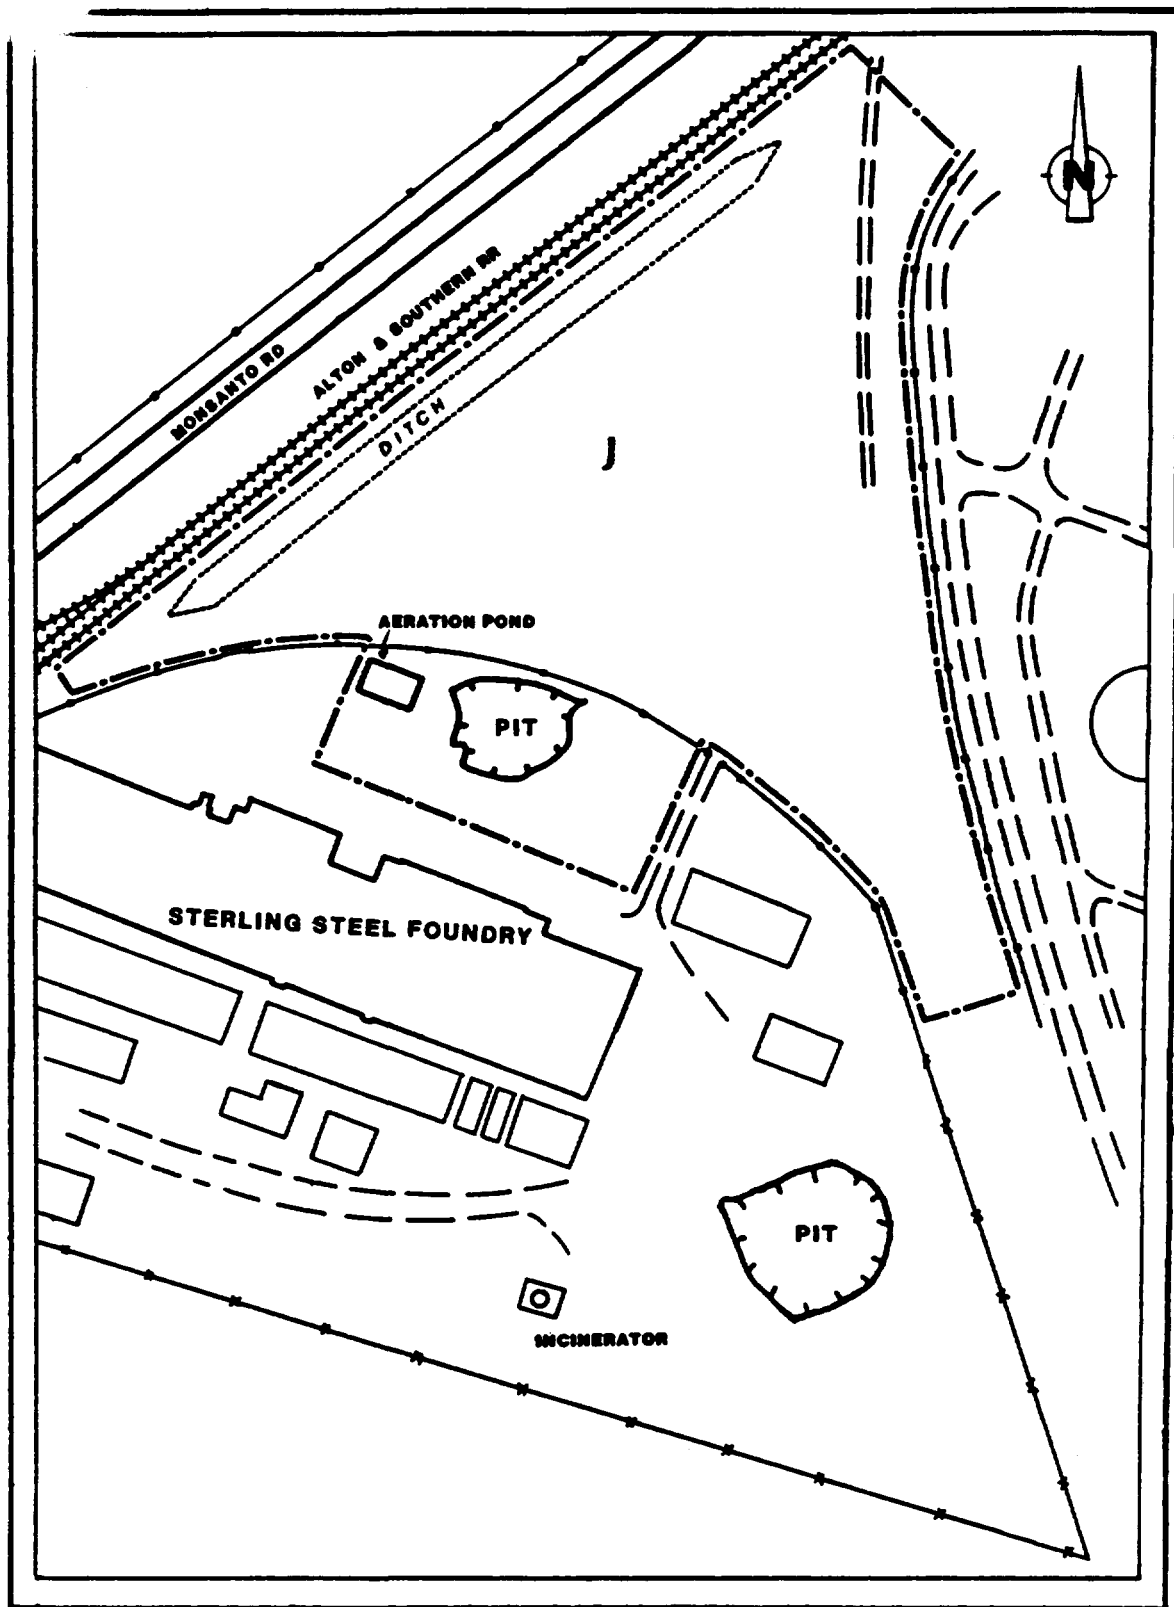 N
ALTON & SOUTHERN RR
MONSANTO RD
DITCH
J
AERATION POND
PIT
STERLING STEEL FOUNDRY
PIT
INCINERATOR